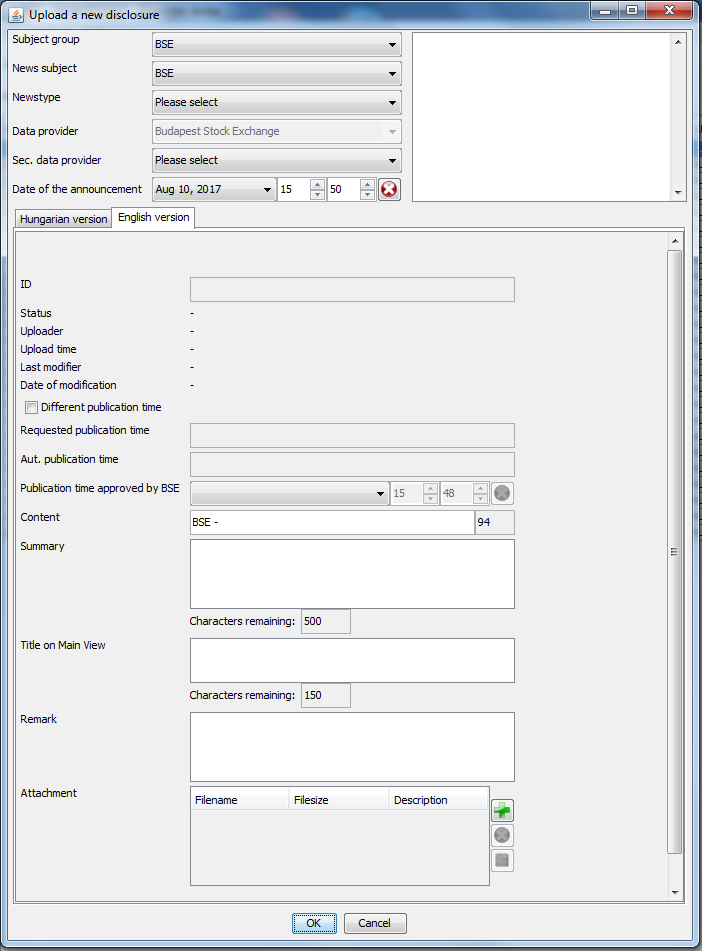 Upload a new disclosure
Subject group BSE
News subject BSE
Newstype Please select
Data provider Budapest Stock Exchange
Sec. data provider Please select
Date of the announcement Aug 10, 2017 15 50
Hungarian version English version
ID
Status -
Uploader -
Upload time -
Last modifier -
Date of modification -
Different publication time
Requested publication time
Aut. publication time
Publication time approved by BSE 15 48
Content BSE - 94
Summary
Characters remaining: 500
Title on Main View
Characters remaining: 150
Remark
Attachment
Filename Filesize Description
OK Cancel